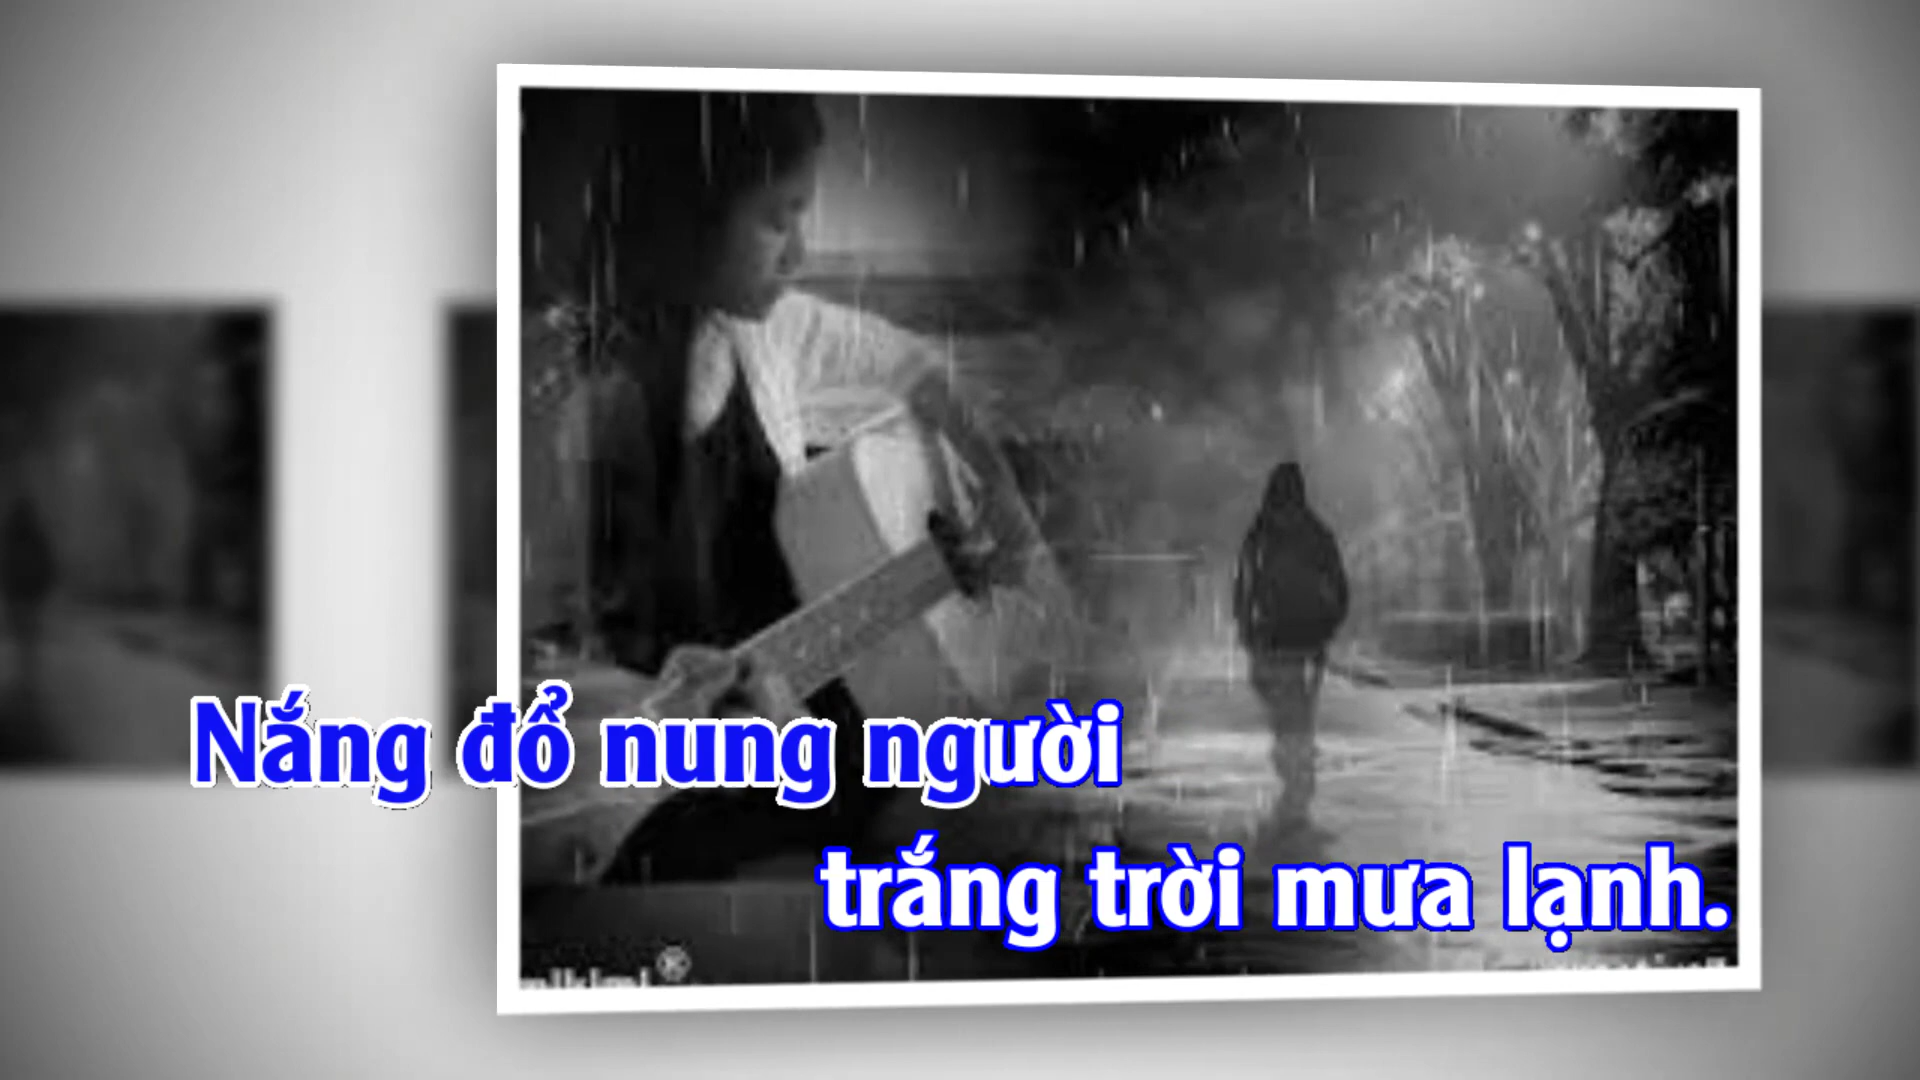 Nắng đổ nung người
trắng trời mưa lạnh.